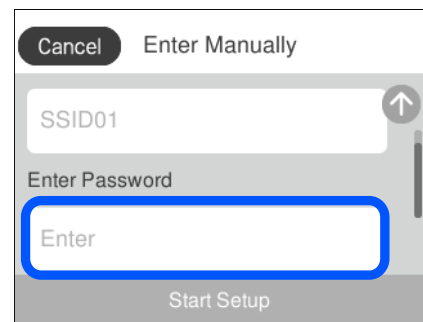 Cancel Enter Manually
SSID01
Enter Password
Enter
Start Setup